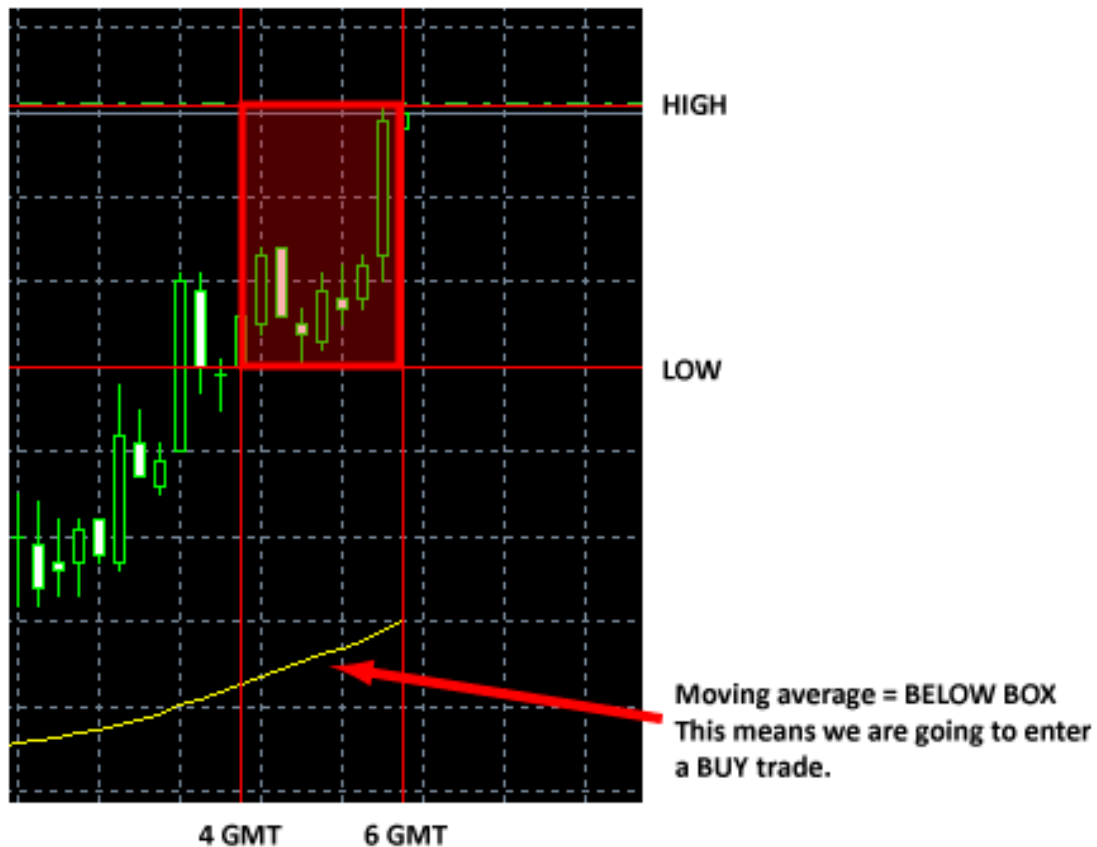 HIGH
LOW
Moving average = BELOW BOX
This means we are going to enter
a BUY trade.
4 GMT
6 GMT